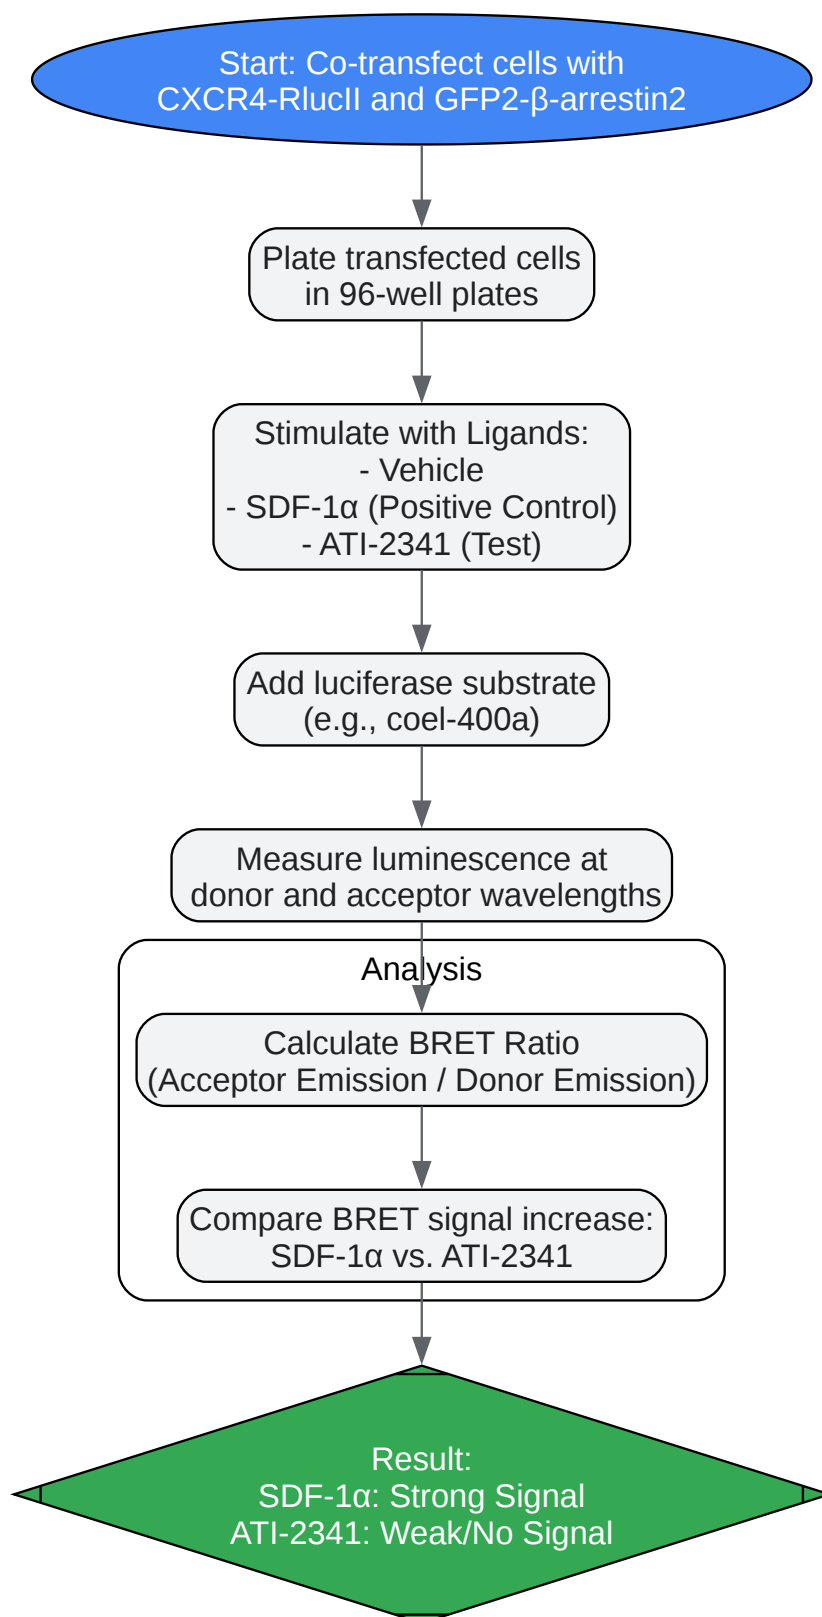 Start: Co-transfect cells with
CXCR4-RlucII and GFP2-β-arrestin2
Plate transfected cells
in 96-well plates
Stimulate with Ligands:
- Vehicle
- SDF-1α (Positive Control)
- ATI-2341 (Test)
Add luciferase substrate
(e.g., coel-400a)
Measure luminescence at
donor and acceptor wavelengths
Analysis
Calculate BRET Ratio
(Acceptor Emission / Donor Emission)
Compare BRET signal increase:
SDF-1α vs. ATI-2341
Result:
SDF-1α: Strong Signal
ATI-2341: Weak/No Signal